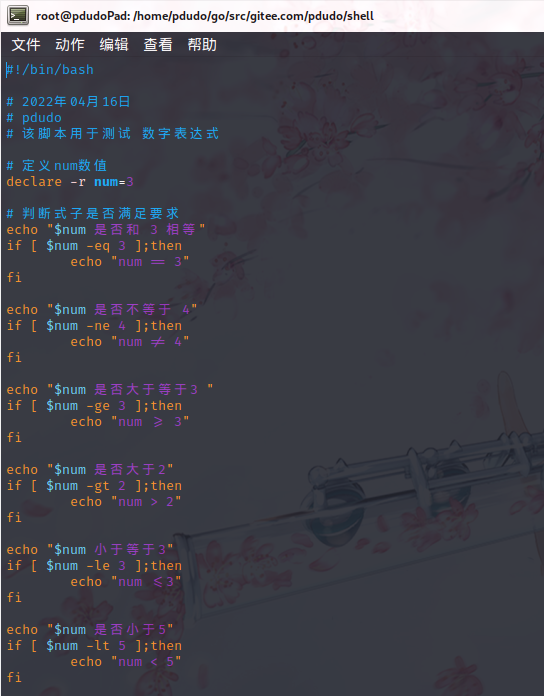 root@pdudoPad: /home/pdudo/go/src/gitee.com/pdudo/shell
文件 动作 编辑 查看 帮助
#!/bin/bash
# 2022年04月16日
# pdudo
# 该脚本用于测试 数字表达式
# 定义num数值
declare -r num=3
# 判断式子是否满足要求
echo "$num 是否和 3 相等"
if [ $num -eq 3 ];then
echo "num == 3"
fi
echo "$num 是否不等于 4"
if [ $num -ne 4 ];then
echo "num ≠ 4"
fi
echo "$num 是否大于等于3 "
if [ $num -ge 3 ];then
echo "num ≥ 3"
fi
echo "$num 是否大于2"
if [ $num -gt 2 ];then
echo "num > 2"
fi
echo "$num 小于等于3"
if [ $num -le 3 ];then
echo "num ≤3"
fi
echo "$num 是否小于5"
if [ $num -lt 5 ];then
echo "num < 5"
fi